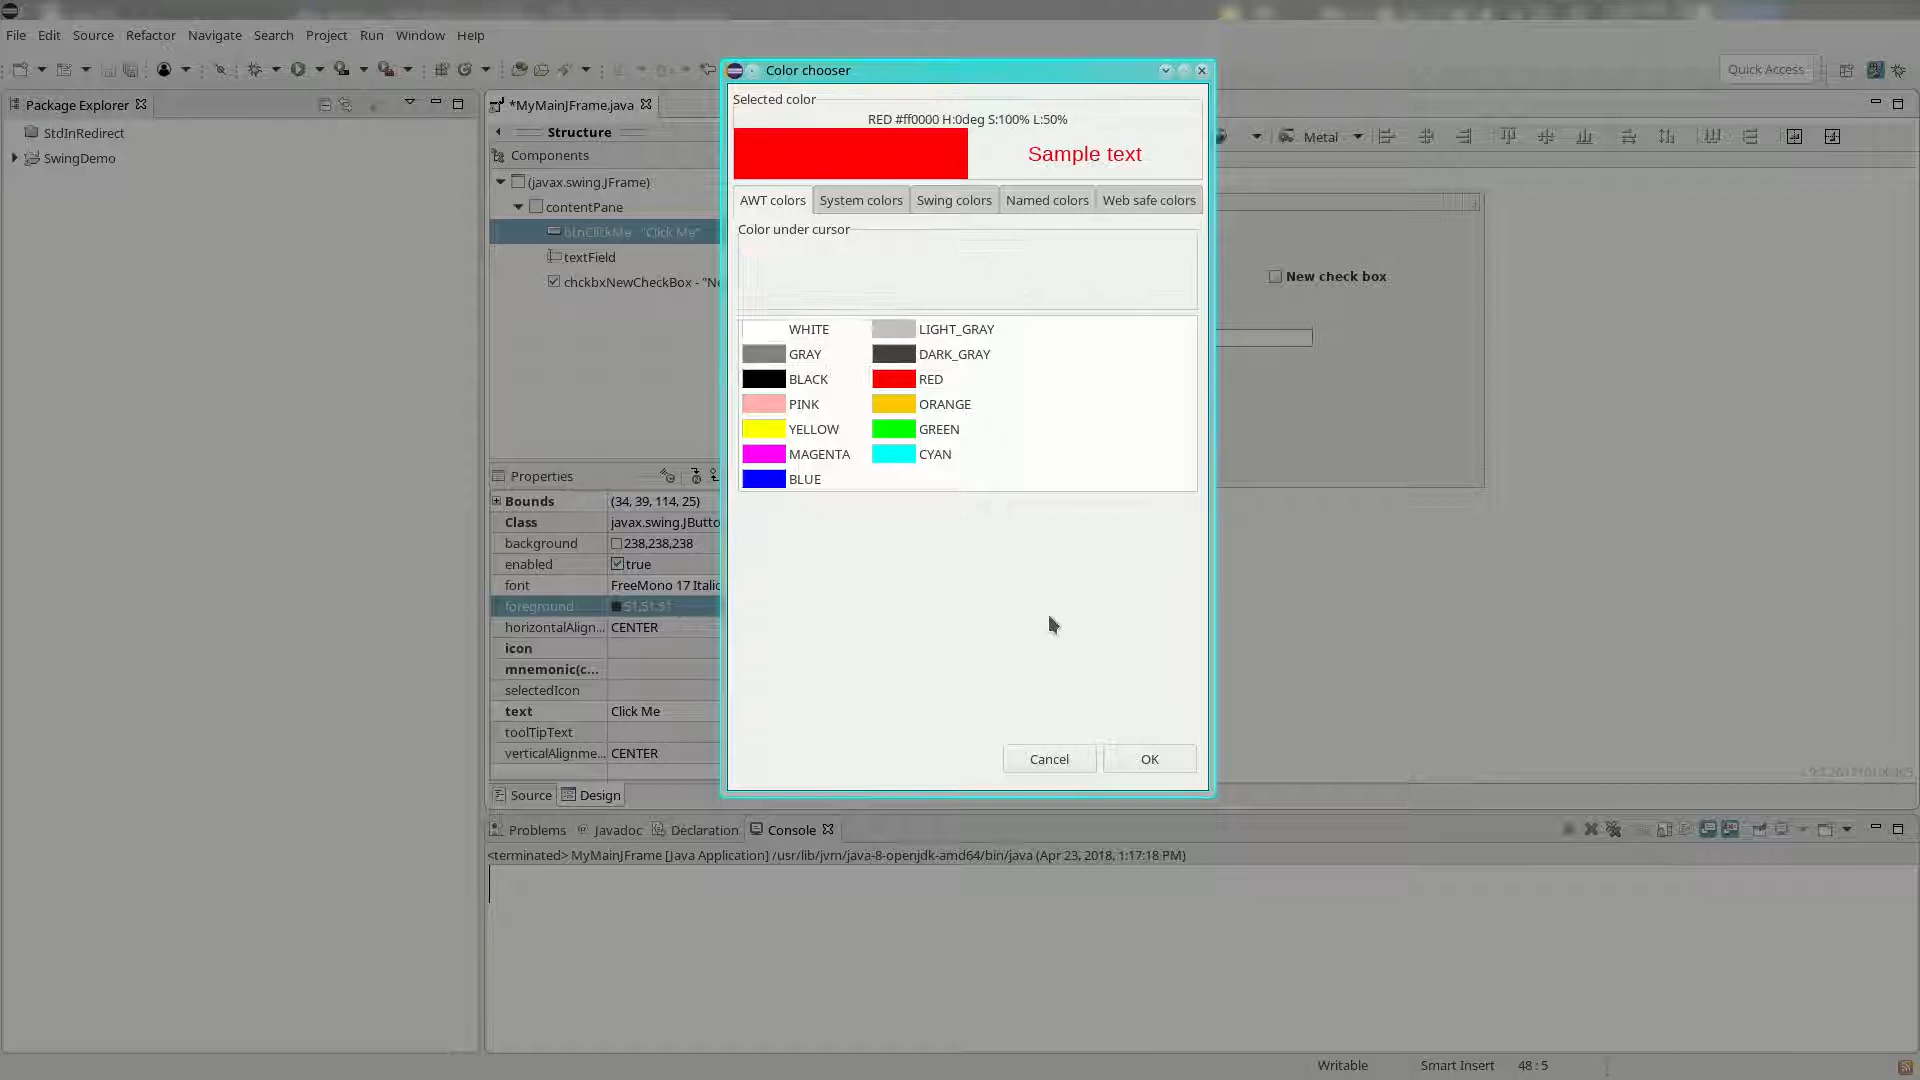 File Edit Source Refactor Navigate Search Project Run Window Help
Quick Access
Package Explorer
StdInRedirect
SwingDemo
*MyMainJFrame.java
Structure
Components
(javax.swing.JFrame)
contentPane
btnClickMe - "Click Me"
textField
chckbxNewCheckBox - "Ne
Metal
New check box
Properties
Bounds (34, 39, 114, 25)
Class javax.swing.JButto
background 238,238,238
enabled true
font FreeMono 17 Italic
foreground 51,51,51
horizontalAlign... CENTER
icon
mnemonic(c...
selectedIcon
text Click Me
toolTipText
verticalAlignme... CENTER
Source Design
Color chooser
Selected color
RED #ff0000 H:0deg S:100% L:50%
Sample text
AWT colors System colors Swing colors Named colors Web safe colors
Color under cursor
WHITE LIGHT_GRAY
GRAY DARK_GRAY
BLACK RED
PINK ORANGE
YELLOW GREEN
MAGENTA CYAN
BLUE
Cancel OK
Problems Javadoc Declaration Console
<terminated> MyMainJFrame [Java Application] /usr/lib/jvm/java-8-openjdk-amd64/bin/java (Apr 23, 2018, 1:17:18 PM)
Writable Smart Insert 48 : 5